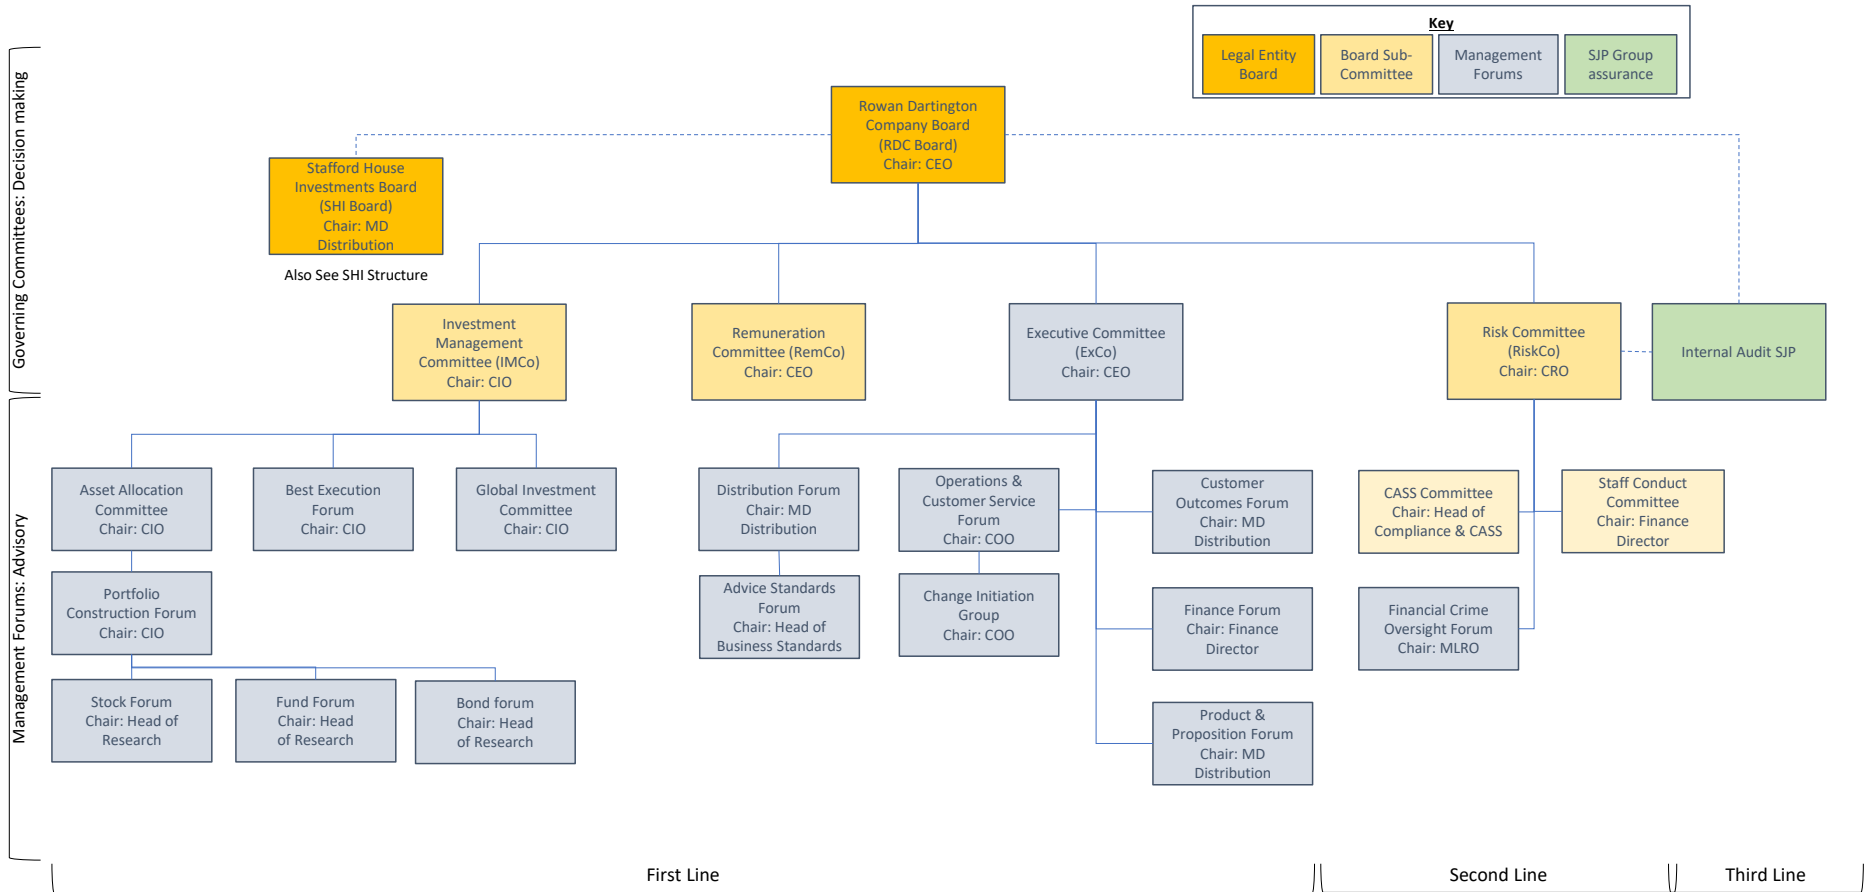 Key
Legal Entity
Board
Board Sub-
Committee
Management
Forums
SJP Group
assurance
Governing Committees: Decision making
Rowan Dartington
Company Board
(RDC Board)
Chair: CEO
Stafford House
Investments Board
(SHI Board)
Chair: MD
Distribution
Also See SHI Structure
Investment
Management
Committee (IMCo)
Chair: CIO
Remuneration
Committee (RemCo)
Chair: CEO
Executive Committee
(ExCo)
Chair: CEO
Risk Committee
(RiskCo)
Chair: CRO
Internal Audit SJP
Management Forums: Advisory
Asset Allocation
Committee
Chair: CIO
Best Execution
Forum
Chair: CIO
Global Investment
Committee
Chair: CIO
Distribution Forum
Chair: MD
Distribution
Operations &
Customer Service
Forum
Chair: COO
Customer
Outcomes Forum
Chair: MD
Distribution
CASS Committee
Chair: Head of
Compliance & CASS
Staff Conduct
Committee
Chair: Finance
Director
Portfolio
Construction Forum
Chair: CIO
Advice Standards
Forum
Chair: Head of
Business Standards
Change Initiation
Group
Chair: COO
Finance Forum
Chair: Finance
Director
Financial Crime
Oversight Forum
Chair: MLRO
Stock Forum
Chair: Head of
Research
Fund Forum
Chair: Head
of Research
Bond forum
Chair: Head
of Research
Product &
Proposition Forum
Chair: MD
Distribution
First Line
Second Line
Third Line